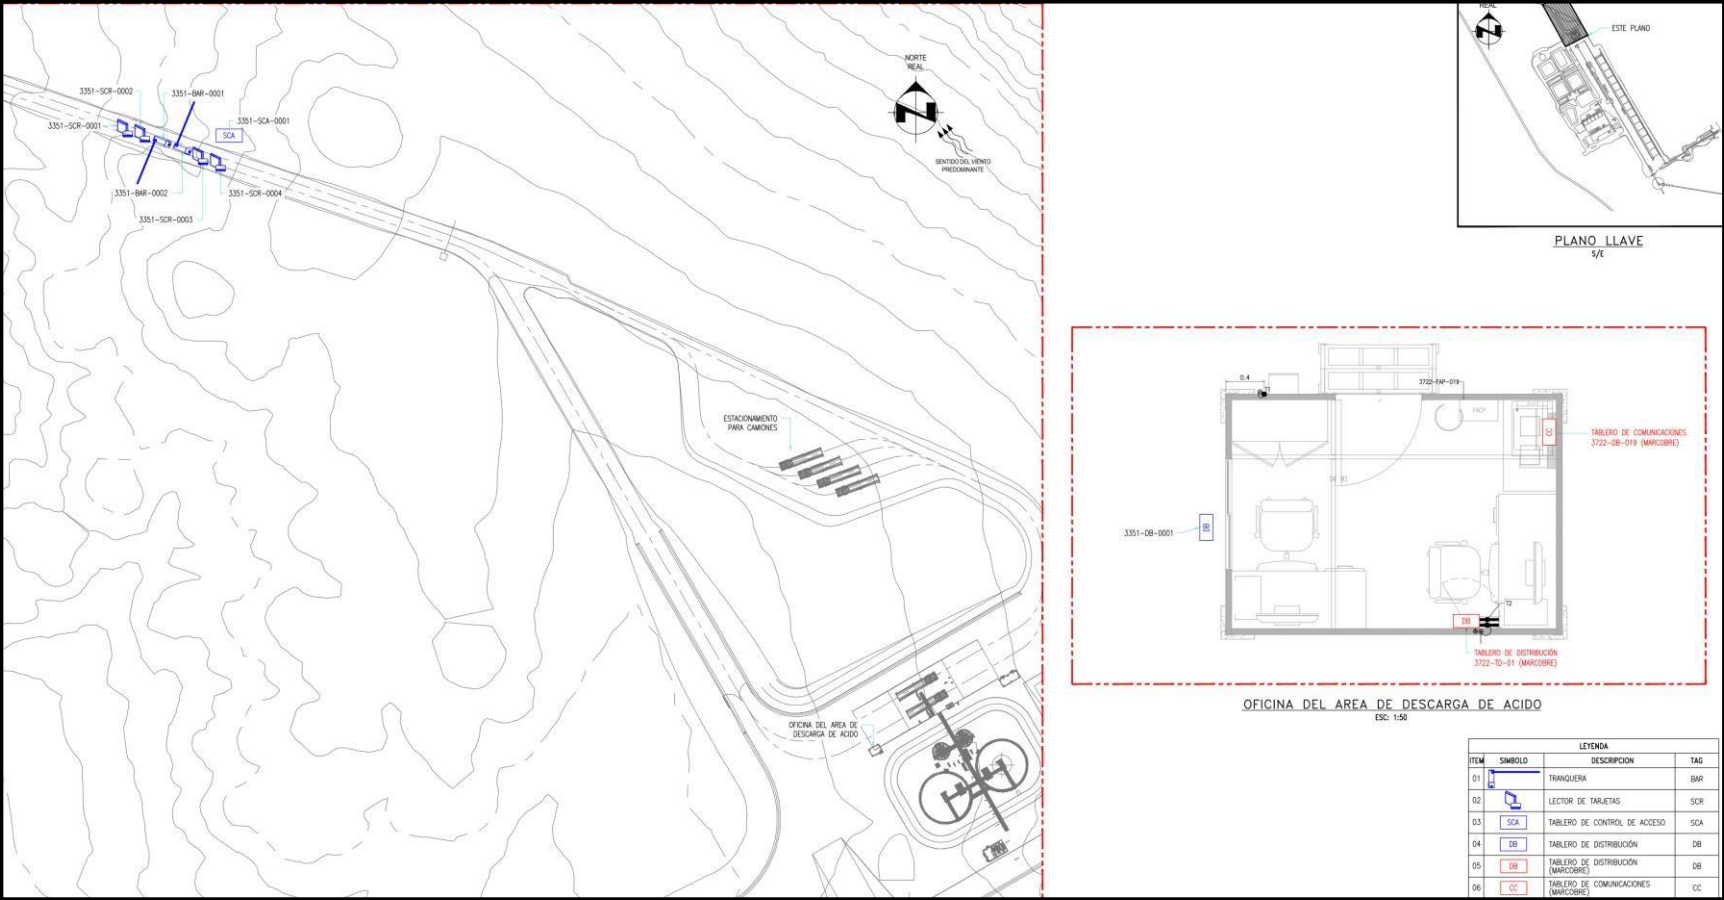 3351-SCR-0002
3351-BAR-0001
3351-SCR-0001
3351-SCA-0001
SCA
3351-BAR-0002
3351-SCR-0004
3351-SCR-0003
NORTE
REAL
N
SENTIDO DEL VIENTO
PREDOMINANTE
ESTACIONAMIENTO
PARA CAMIONES
OFICINA DEL AREA DE
DESCARGA DE ACIDO
REAL
N
ESTE PLANO
PLANO LLAVE
S/E
0.4
T1
3722-FAP-019
FACP
CC
TABLERO DE COMUNICACIONES
3722-DB-019 (MARCOBRE)
3351-DB-0001
DB
DB
T2
TABLERO DE DISTRIBUCIÓN
3722-TD-01 (MARCOBRE)
OFICINA DEL AREA DE DESCARGA DE ACIDO
ESC: 1:50
LEYENDA
ITEM SIMBOLO DESCRIPCION TAG
01 TRANQUERA BAR
02 LECTOR DE TARJETAS SCR
03 SCA TABLERO DE CONTROL DE ACCESO SCA
04 DB TABLERO DE DISTRIBUCIÓN DB
05 DB TABLERO DE DISTRIBUCIÓN
(MARCOBRE) DB
06 CC TABLERO DE COMUNICACIONES
(MARCOBRE) CC